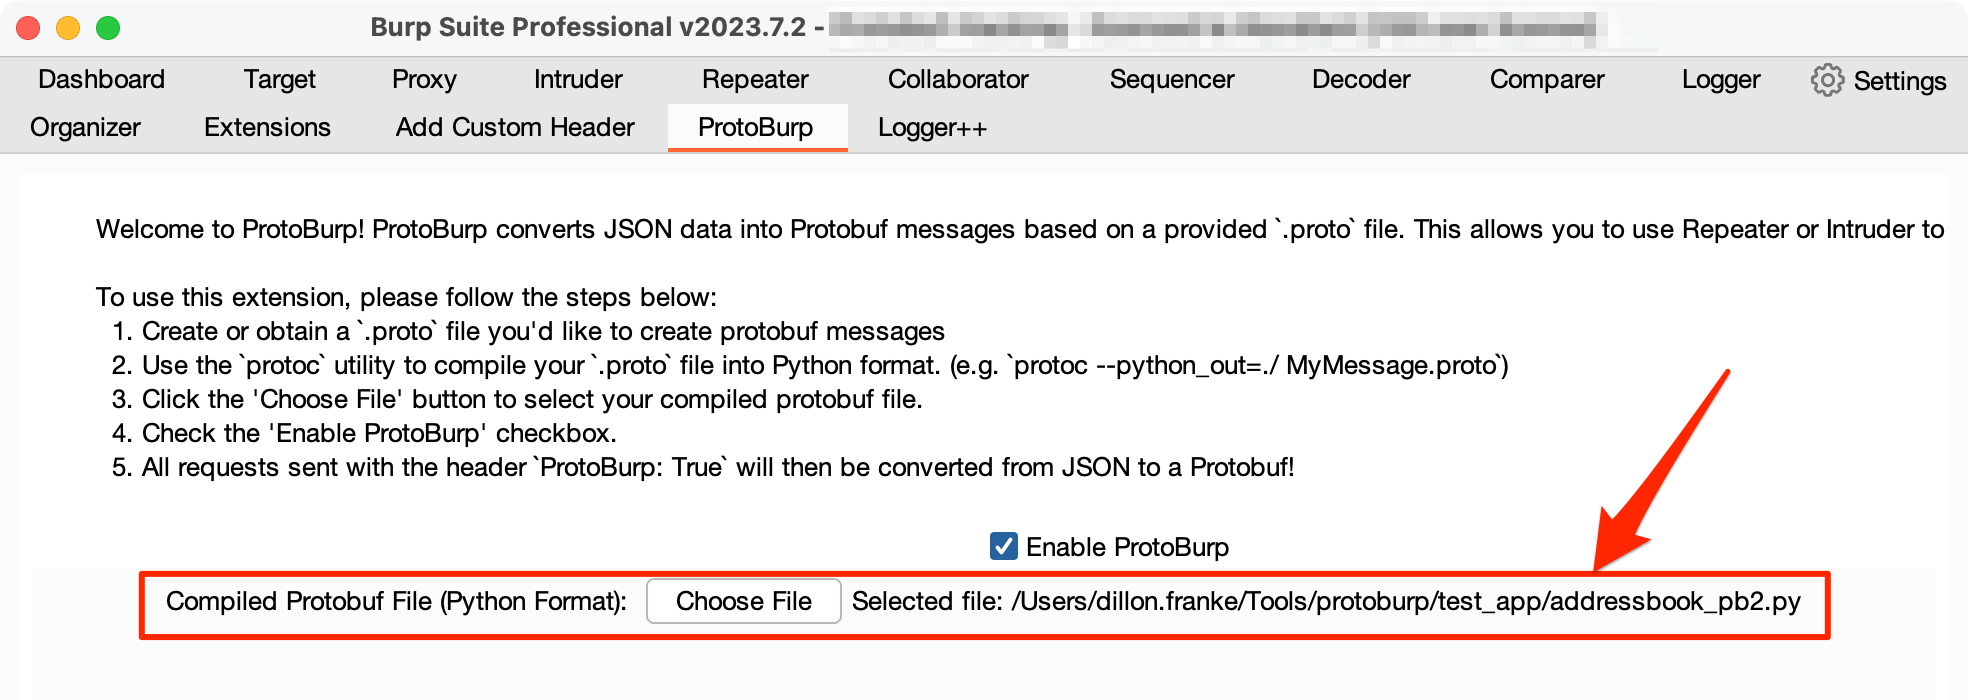 Burp Suite Professional v2023.7.2 -
Dashboard Target Proxy Intruder Repeater Collaborator Sequencer Decoder Comparer Logger Settings
Organizer Extensions Add Custom Header ProtoBurp Logger++
Welcome to ProtoBurp! ProtoBurp converts JSON data into Protobuf messages based on a provided `.proto` file. This allows you to use Repeater or Intruder to
To use this extension, please follow the steps below:
1. Create or obtain a `.proto` file you'd like to create protobuf messages
2. Use the `protoc` utility to compile your `.proto` file into Python format. (e.g. `protoc --python_out=./ MyMessage.proto`)
3. Click the 'Choose File' button to select your compiled protobuf file.
4. Check the 'Enable ProtoBurp' checkbox.
5. All requests sent with the header `ProtoBurp: True` will then be converted from JSON to a Protobuf!
Enable ProtoBurp
Compiled Protobuf File (Python Format): Choose File Selected file: /Users/dillon.franke/Tools/protoburp/test_app/addressbook_pb2.py